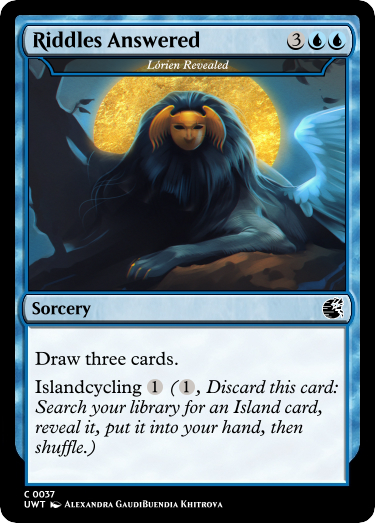 Riddles Answered 3
Lórien Revealed
Sorcery
Draw three cards.
Islandcycling 1 (1, Discard this card:
Search your library for an Island card,
reveal it, put it into your hand, then
shuffle.)
C 0037
UWT Alexandra GaudiBuendia Khitrova